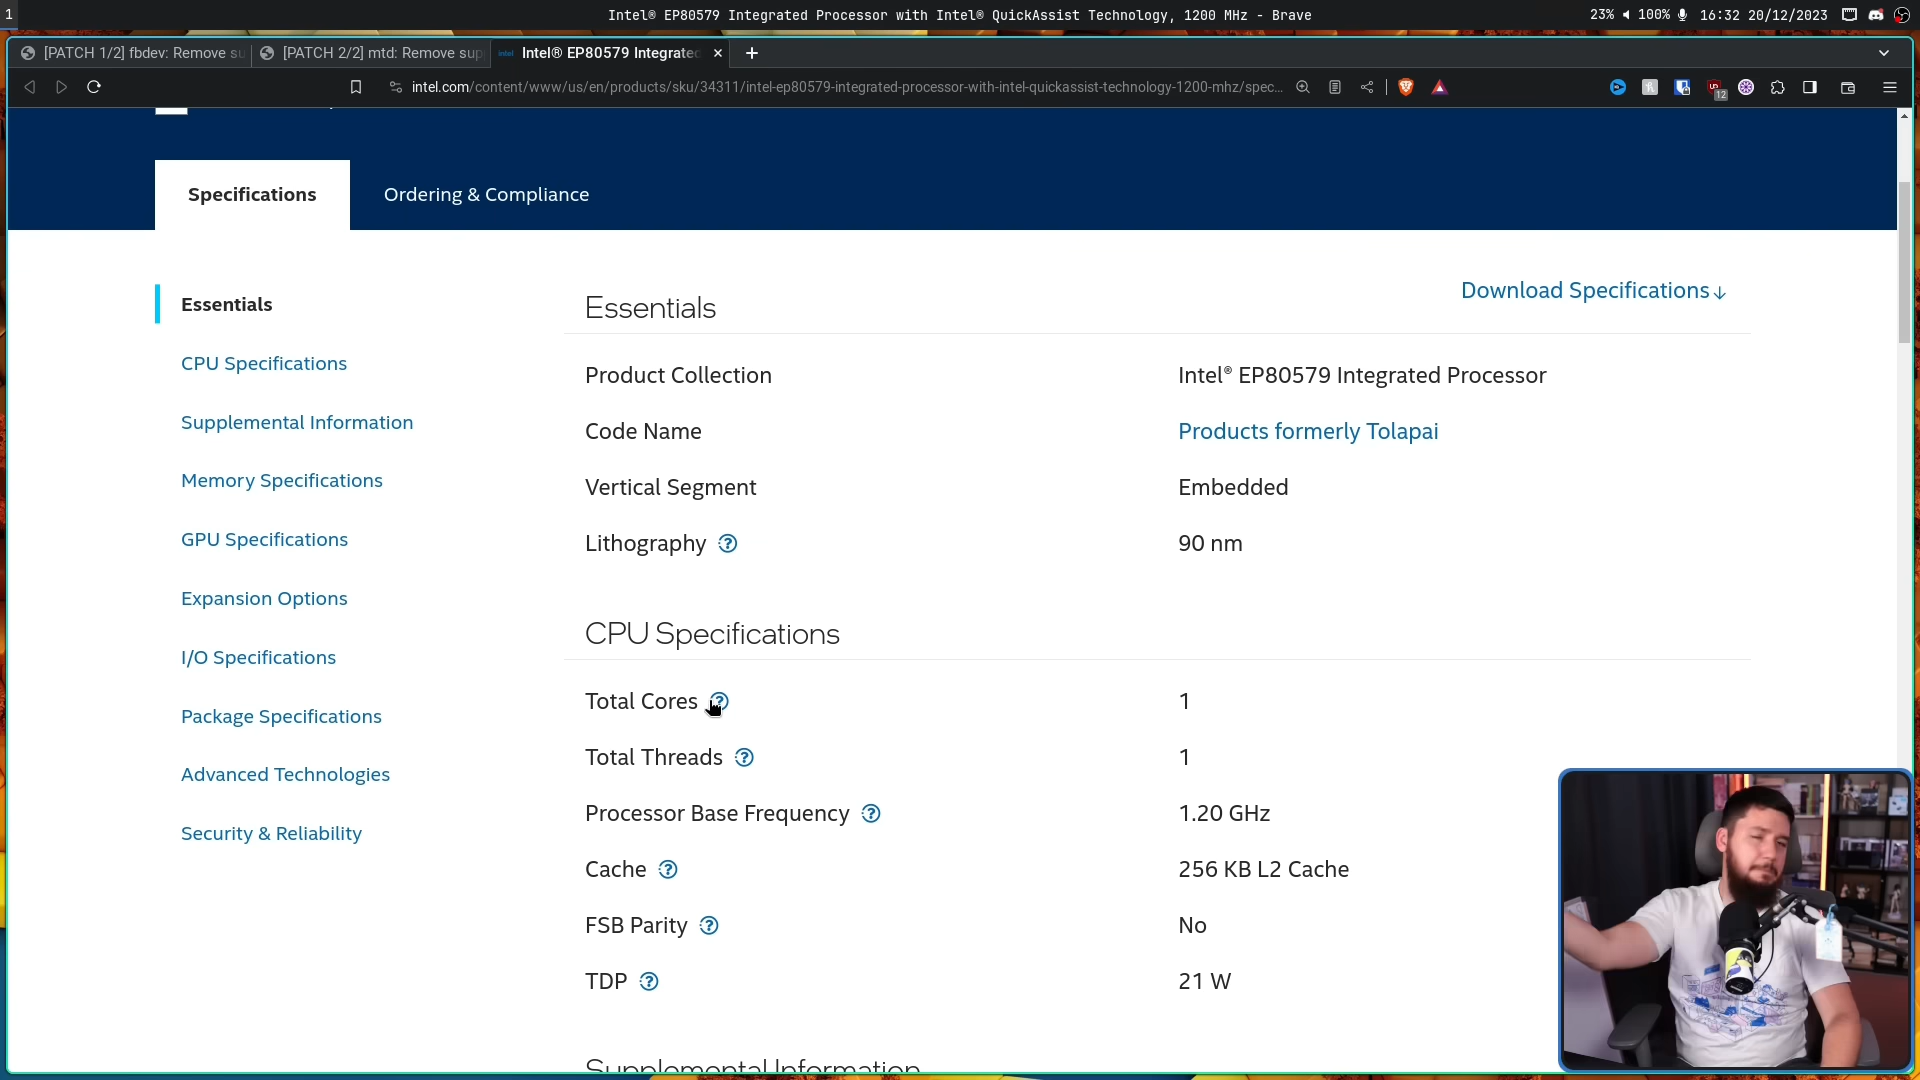 1
Intel® EP80579 Integrated Processor with Intel® QuickAssist Technology, 1200 MHz - Brave
23% 100% 16:32 20/12/2023
[PATCH 1/2] fbdev: Remove su
[PATCH 2/2] mtd: Remove sup
intel
Intel® EP80579 Integrated
intel.com/content/www/us/en/products/sku/34311/intel-ep80579-integrated-processor-with-intel-quickassist-technology-1200-mhz/spec...
12
Specifications
Ordering & Compliance
Essentials
CPU Specifications
Supplemental Information
Memory Specifications
GPU Specifications
Expansion Options
I/O Specifications
Package Specifications
Advanced Technologies
Security & Reliability
Download Specifications↓
Essentials
Product Collection Intel® EP80579 Integrated Processor
Code Name Products formerly Tolapai
Vertical Segment Embedded
Lithography ? 90 nm
CPU Specifications
Total Cores ? 1
Total Threads ? 1
Processor Base Frequency ? 1.20 GHz
Cache ? 256 KB L2 Cache
FSB Parity ? No
TDP ? 21 W
Supplemental Information